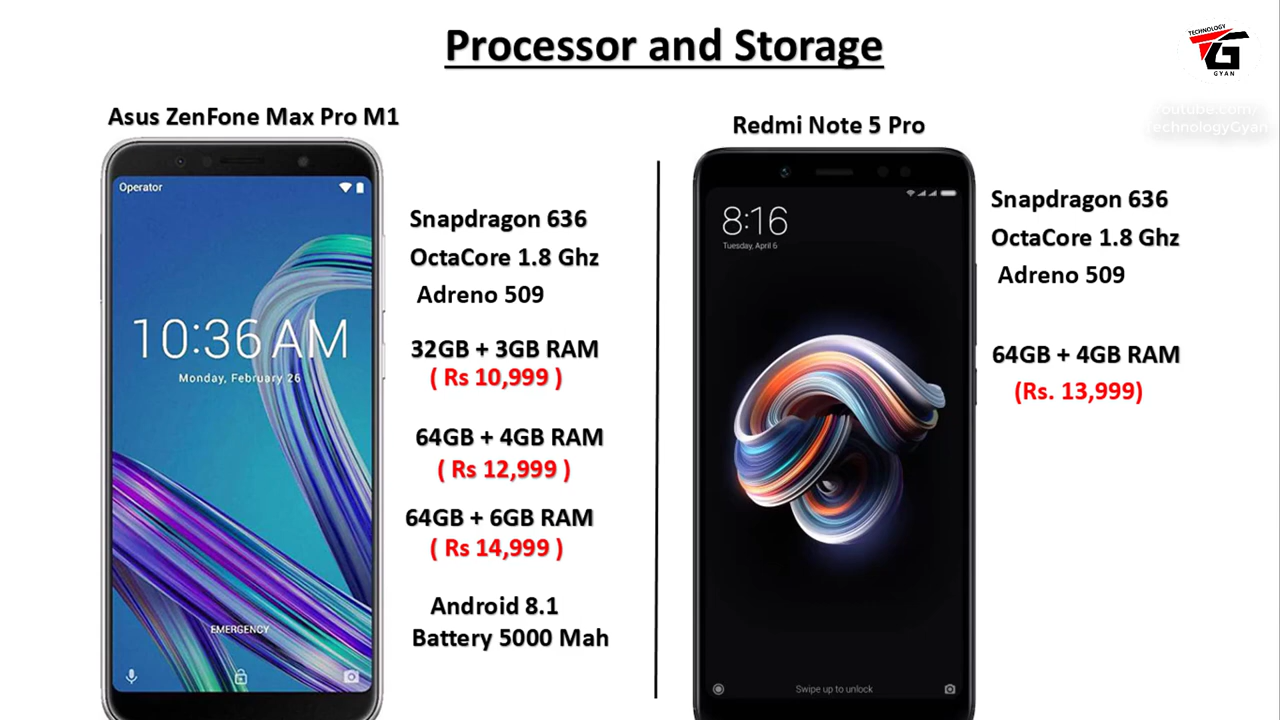 Processor and Storage
TECHNOLOGY
TG
GYAN
Youtube.com/
TechnologyGyan
Asus ZenFone Max Pro M1
Operator
10:36 AM
Monday, February 26
EMERGENCY
Snapdragon 636
OctaCore 1.8 Ghz
Adreno 509
32GB + 3GB RAM
( Rs 10,999 )
64GB + 4GB RAM
( Rs 12,999 )
64GB + 6GB RAM
( Rs 14,999 )
Android 8.1
Battery 5000 Mah
Redmi Note 5 Pro
8:16
Tuesday, April 6
Swipe up to unlock
Snapdragon 636
OctaCore 1.8 Ghz
Adreno 509
64GB + 4GB RAM
(Rs. 13,999)